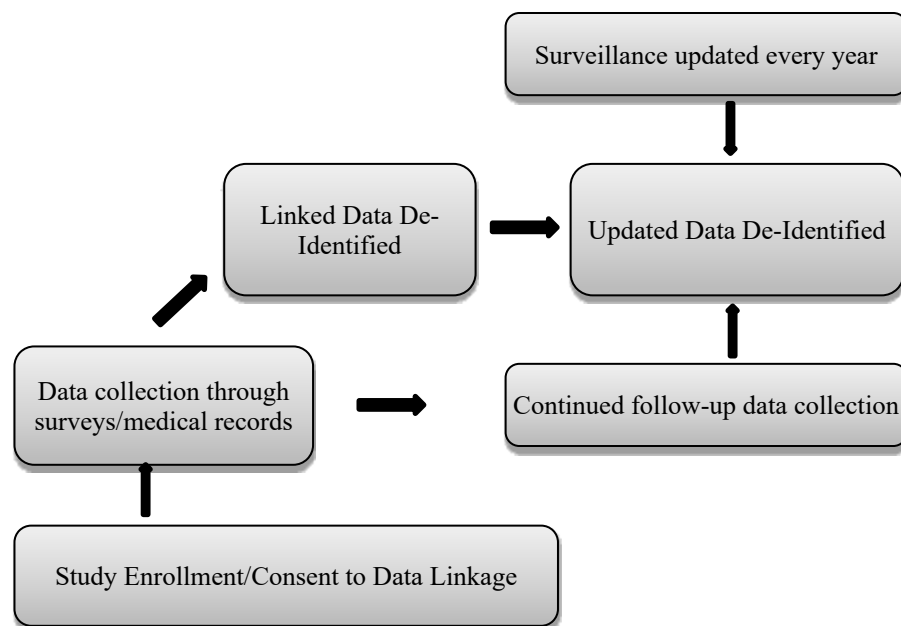 Surveillance updated every year
Linked Data De-
Identified
Updated Data De-Identified
Data collection through
surveys/medical records
Continued follow-up data collection
Study Enrollment/Consent to Data Linkage